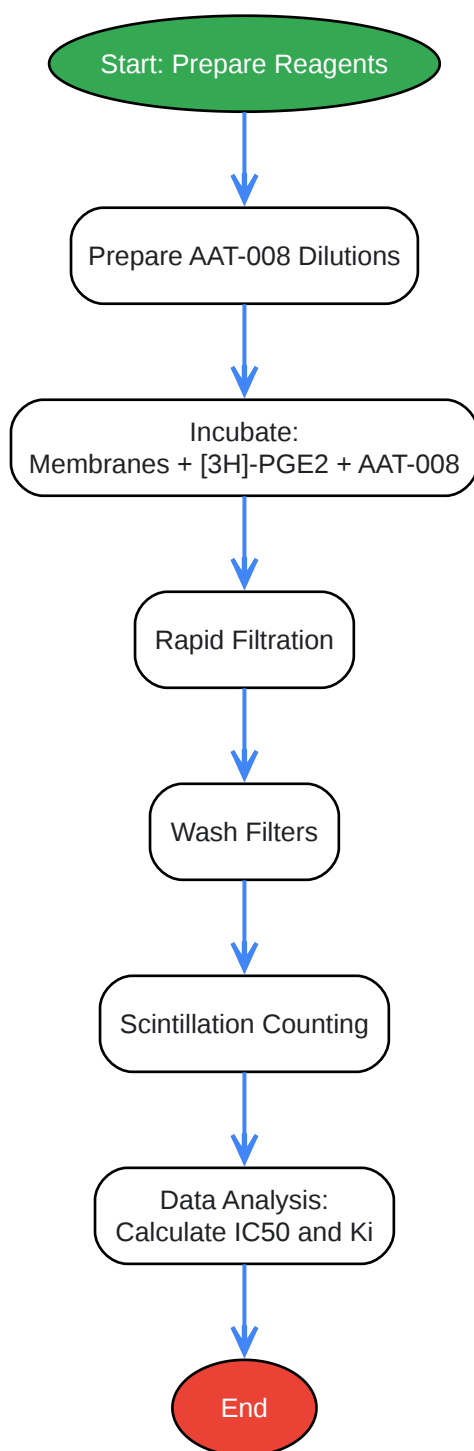 Start: Prepare Reagents
Prepare AAT-008 Dilutions
Incubate:
Membranes + [3H]-PGE2 + AAT-008
Rapid Filtration
Wash Filters
Scintillation Counting
Data Analysis:
Calculate IC50 and Ki
End